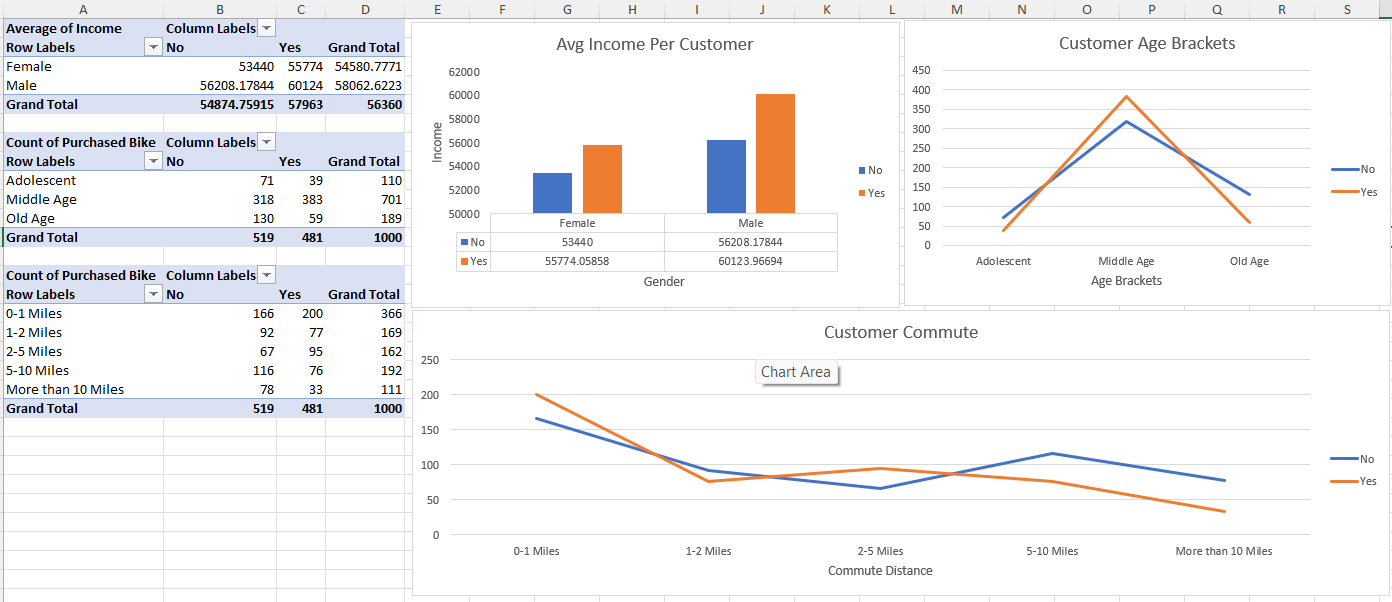 A B C D E F G H I J K L M N O P Q R S
Average of Income Column Labels
Row Labels No Yes Grand Total
Female 53440 55774 54580.7771
Male 56208.17844 60124 58062.6223
Grand Total 54874.75915 57963 56360
Count of Purchased Bike Column Labels
Row Labels No Yes Grand Total
Adolescent 71 39 110
Middle Age 318 383 701
Old Age 130 59 189
Grand Total 519 481 1000
Count of Purchased Bike Column Labels
Row Labels No Yes Grand Total
0-1 Miles 166 200 366
1-2 Miles 92 77 169
2-5 Miles 67 95 162
5-10 Miles 116 76 192
More than 10 Miles 78 33 111
Grand Total 519 481 1000
Avg Income Per Customer
62000
60000
58000
56000
54000
52000
50000
Income
Female Male
No 53440 56208.17844
Yes 55774.05858 60123.96694
Gender
No
Yes
Customer Age Brackets
450
400
350
300
250
200
150
100
50
0
Adolescent Middle Age Old Age
Age Brackets
No
Yes
Customer Commute
Chart Area
250
200
150
100
50
0
0-1 Miles 1-2 Miles 2-5 Miles 5-10 Miles More than 10 Miles
Commute Distance
No
Yes